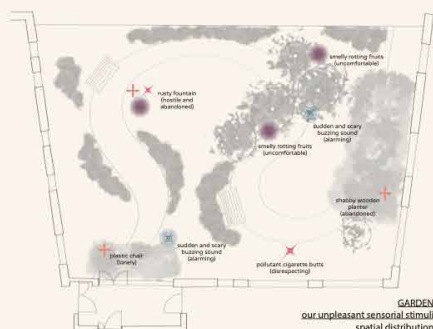 smelly rotting fruits
(uncomfortable)
rusty fountain
(hostile and
abandoned)
sudden and scary
buzzing sound
(alarming)
smelly rotting fruits
(uncomfortable)
shabby wooden
planter
(abandoned)
plastic chair
(lonely)
sudden and scary
buzzing sound
(alarming)
pollutant cigarette butts
(disrespecting)
GARDEN
our unpleasant sensorial stimuli
spatial distribution